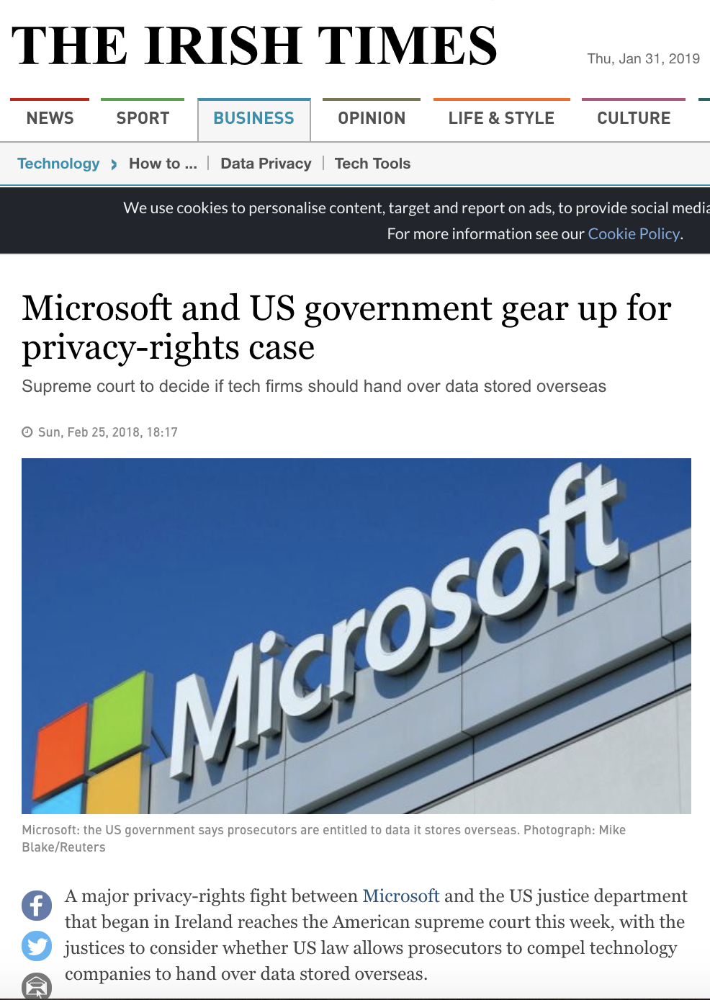 THE IRISH TIMES
Thu, Jan 31, 2019
NEWS SPORT BUSINESS OPINION LIFE & STYLE CULTURE
Technology › How to ... | Data Privacy | Tech Tools
We use cookies to personalise content, target and report on ads, to provide social media
For more information see our Cookie Policy.
Microsoft and US government gear up for
privacy-rights case
Supreme court to decide if tech firms should hand over data stored overseas
Sun, Feb 25, 2018, 18:17
Microsoft
Microsoft: the US government says prosecutors are entitled to data it stores overseas. Photograph: Mike
Blake/Reuters
A major privacy-rights fight between Microsoft and the US justice department
that began in Ireland reaches the American supreme court this week, with the
justices to consider whether US law allows prosecutors to compel technology
companies to hand over data stored overseas.